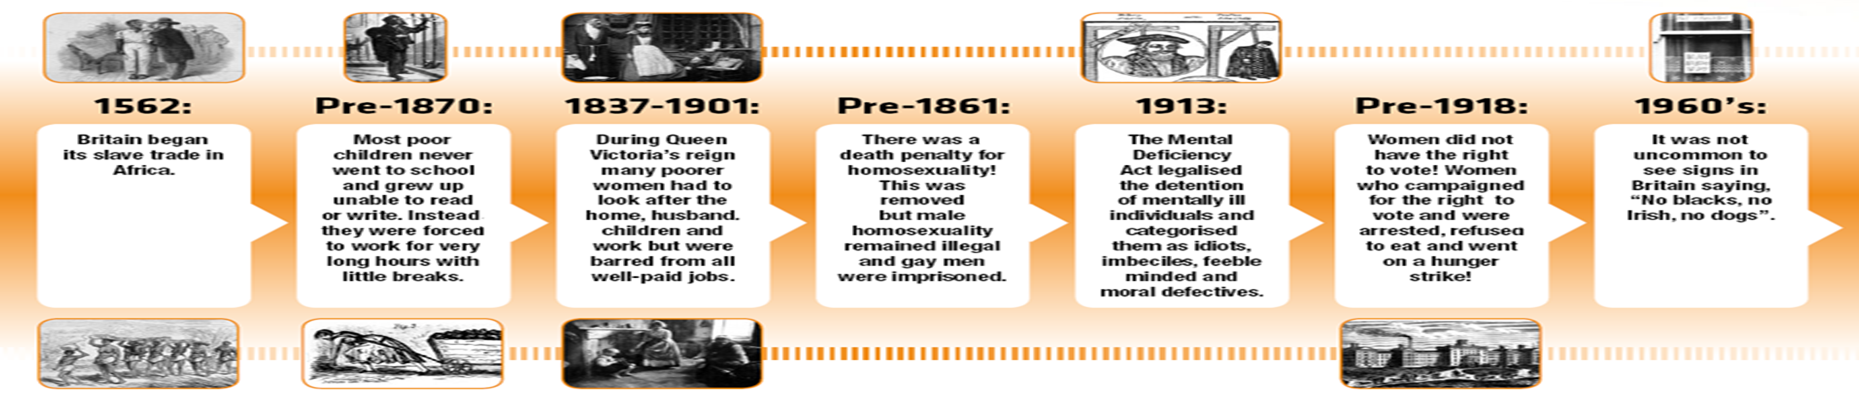 1562:
Britain began
its slave trade in
Africa.
Pre-1870:
Most poor
children never
went to school
and grew up
unable to read
or write. Instead
they were forced
to work for very
long hours with
little breaks.
1837-1901:
During Queen
Victoria's reign
many poorer
women had to
look after the
home, husband.
children and
work but were
barred from all
well-paid jobs.
Pre-1861:
There was a
death penalty for
homosexuality!
This was
removed
but male
homosexuality
remained illegal
and gay men
were imprisoned.
1913:
The Mental
Deficiency
Act legalised
the detention
of mentally ill
individuals and
categorised
them as idiots,
imbeciles, feeble
minded and
moral defectives.
Pre-1918:
Women did not
have the right
to vote! Women
who campaigned
for the right to
vote and were
arrested, refused
to eat and went
on a hunger
strike!
1960's:
It was not
uncommon to
see signs in
Britain saying,
"No blacks, no
Irish, no dogs".